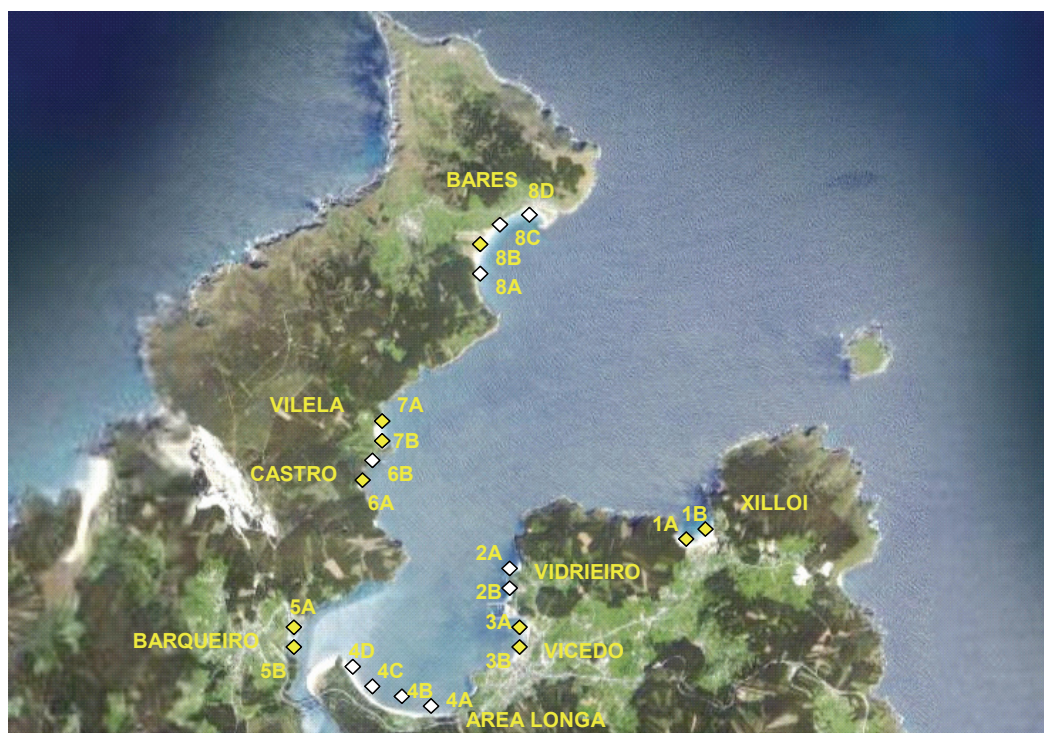 BARES
8D
8C
8B
8A
VILELA
7A
7B
CASTRO
6B
6A
XILLOI
1B
1A
2A
VIDRIEIRO
2B
5A
3A
BARQUEIRO
VICEDO
3B
5B
4D
4C
4B
4A
AREA LONGA